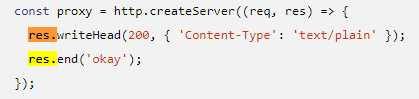 const proxy = http.createServer((req, res) => {
  res.writeHead(200, { 'Content-Type': 'text/plain' });
  res.end('okay');
});